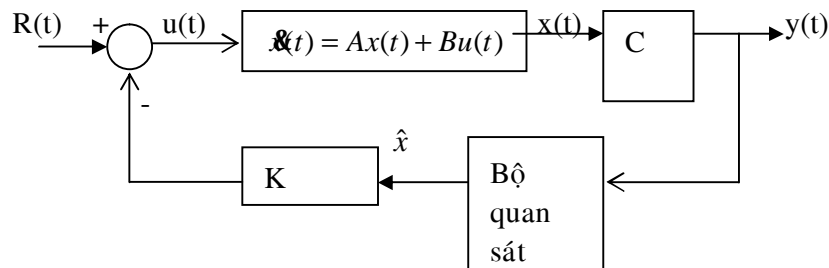 R(t)
+
u(t)
&(t) = Ax(t) + Bu(t)
x(t)
C
y(t)
-
K
x̂
Bộ
quan
sát